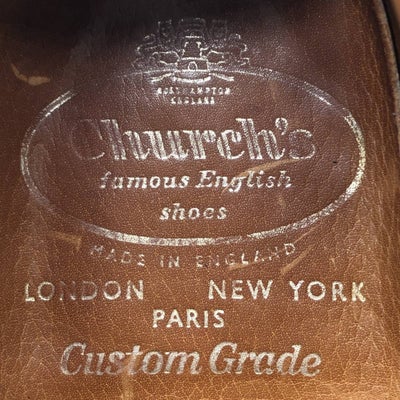 NORTHAMPTON
ENGLAND
Church's
famous English
shoes
MADE IN ENGLAND
LONDON NEW YORK
PARIS
Custom Grade